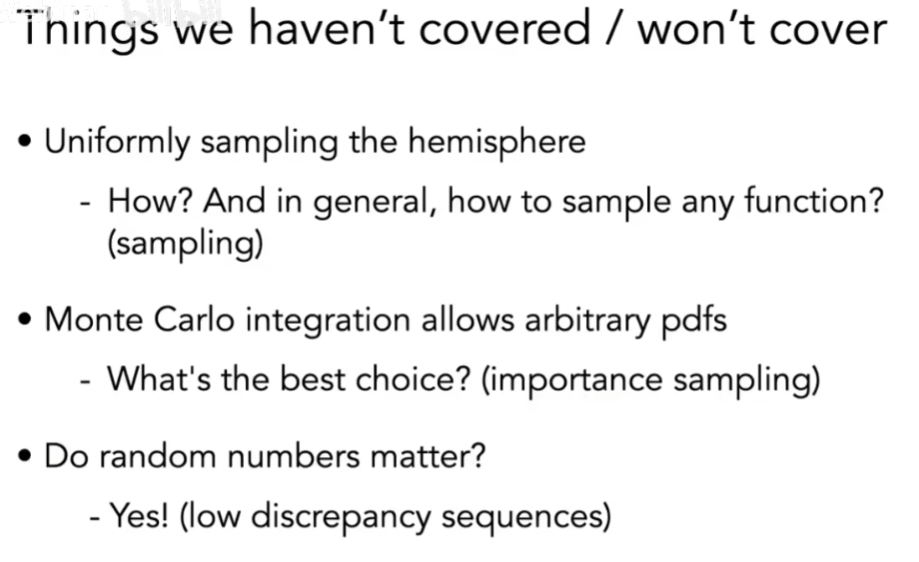 Things we haven't covered / won't cover
• Uniformly sampling the hemisphere
- How? And in general, how to sample any function?
(sampling)
• Monte Carlo integration allows arbitrary pdfs
- What's the best choice? (importance sampling)
• Do random numbers matter?
- Yes! (low discrepancy sequences)